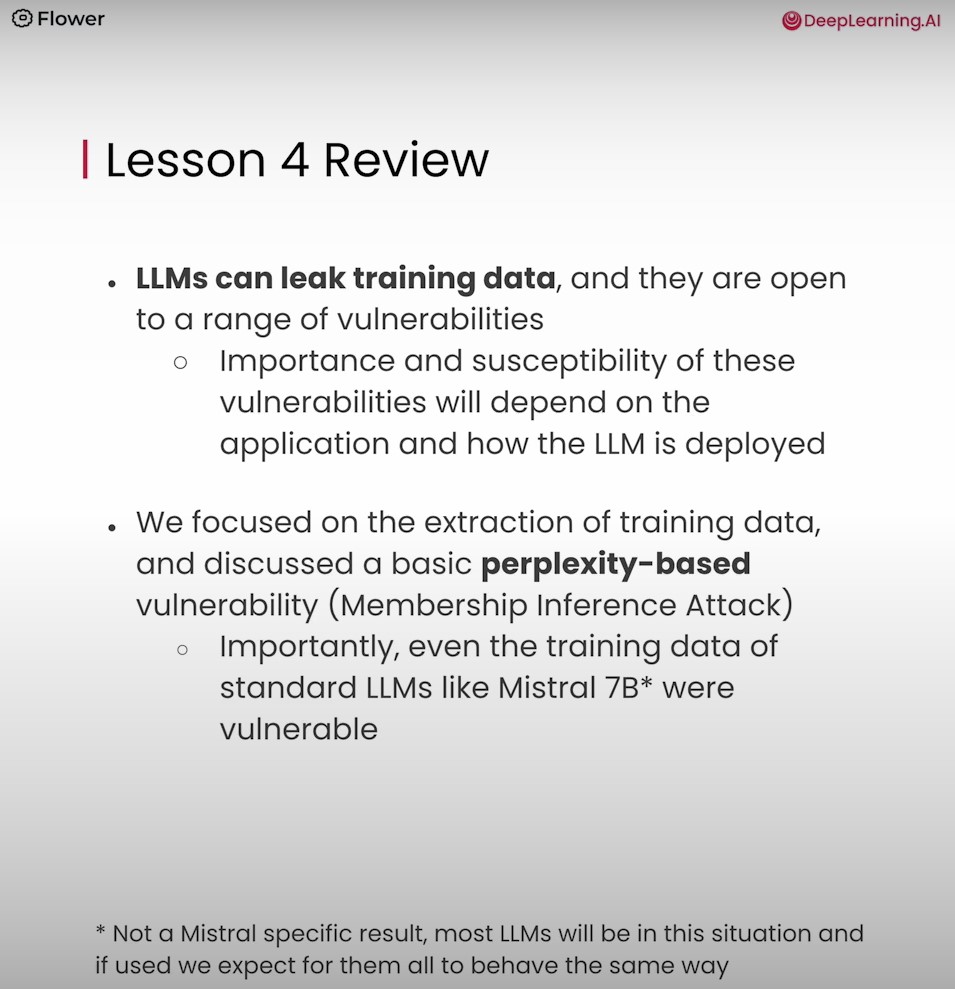 Flower
DeepLearning.AI
Lesson 4 Review
• LLMs can leak training data, and they are open
to a range of vulnerabilities
○ Importance and susceptibility of these
vulnerabilities will depend on the
application and how the LLM is deployed
• We focused on the extraction of training data,
and discussed a basic perplexity-based
vulnerability (Membership Inference Attack)
○ Importantly, even the training data of
standard LLMs like Mistral 7B* were
vulnerable
* Not a Mistral specific result, most LLMs will be in this situation and
if used we expect for them all to behave the same way